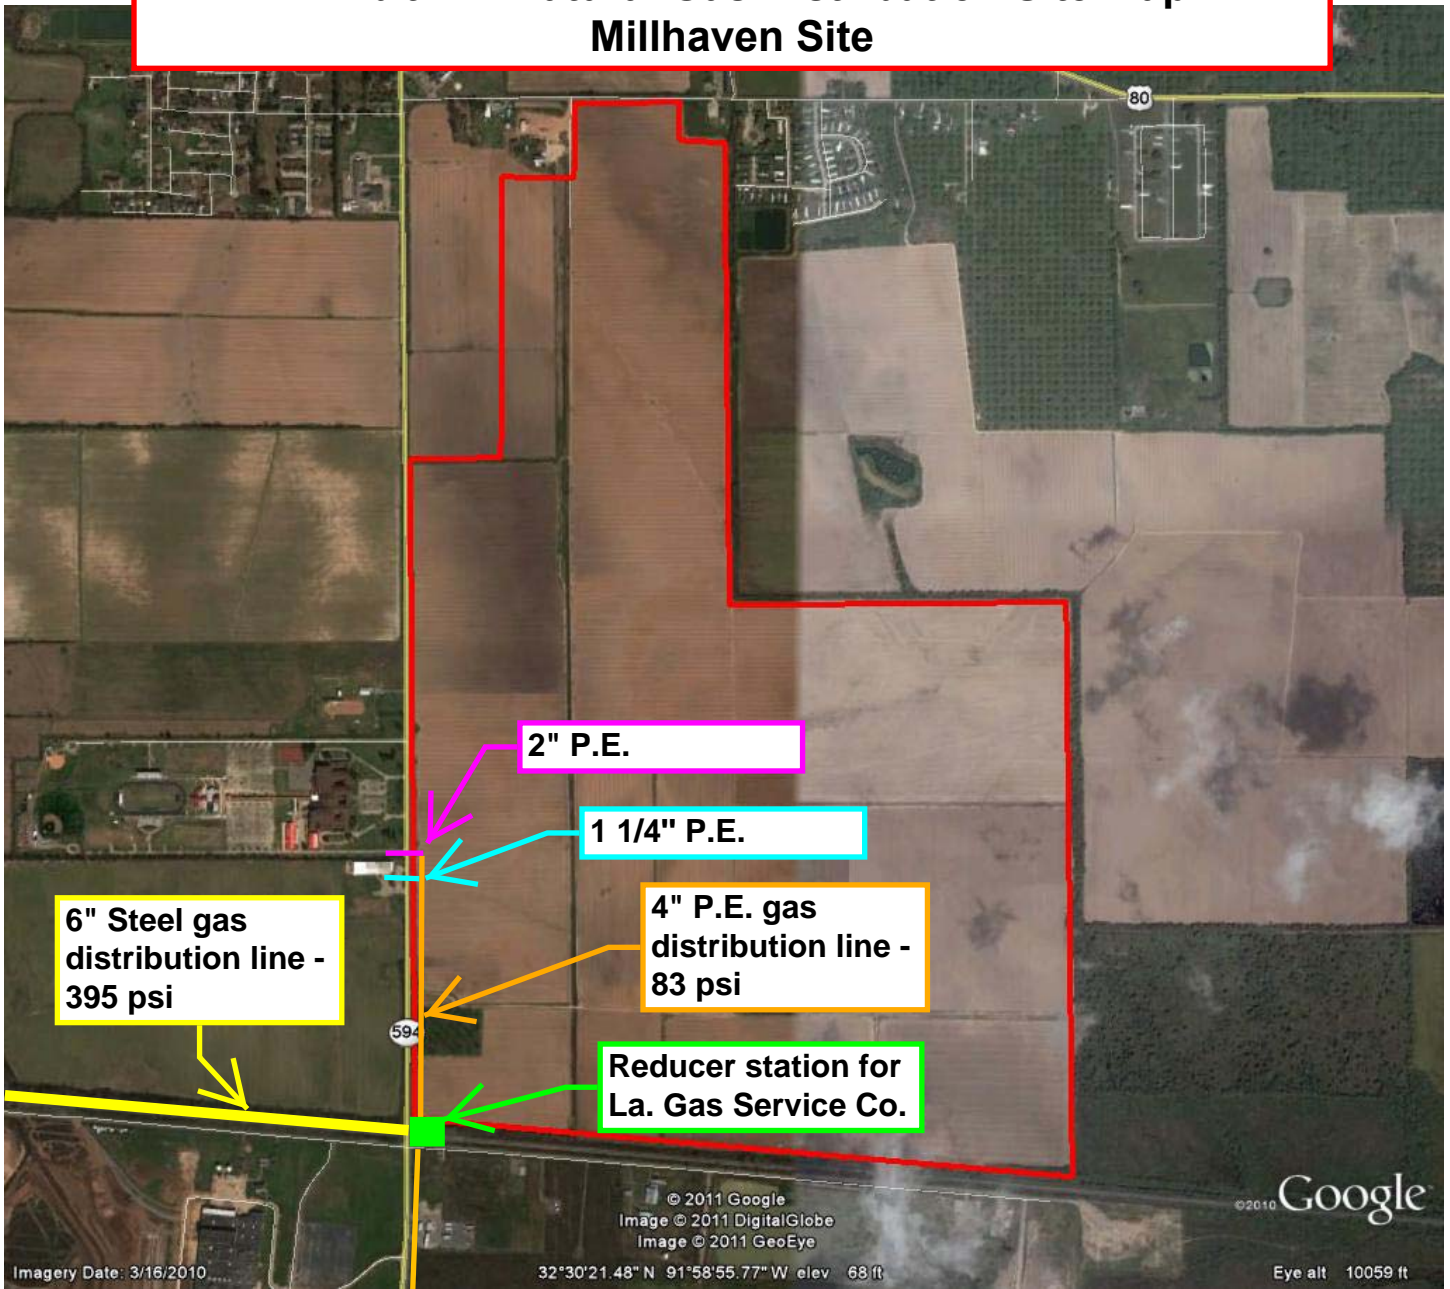 Millhaven Site
80
2" P.E.
1 1/4" P.E.
6" Steel gas
distribution line -
395 psi
4" P.E. gas
distribution line -
83 psi
594
Reducer station for
La. Gas Service Co.
© 2011 Google
Image © 2011 DigitalGlobe
Image © 2011 GeoEye
©2010 Google
Imagery Date: 3/16/2010
32°30'21.48" N 91°58'55.77" W elev 68 ft
Eye alt 10059 ft